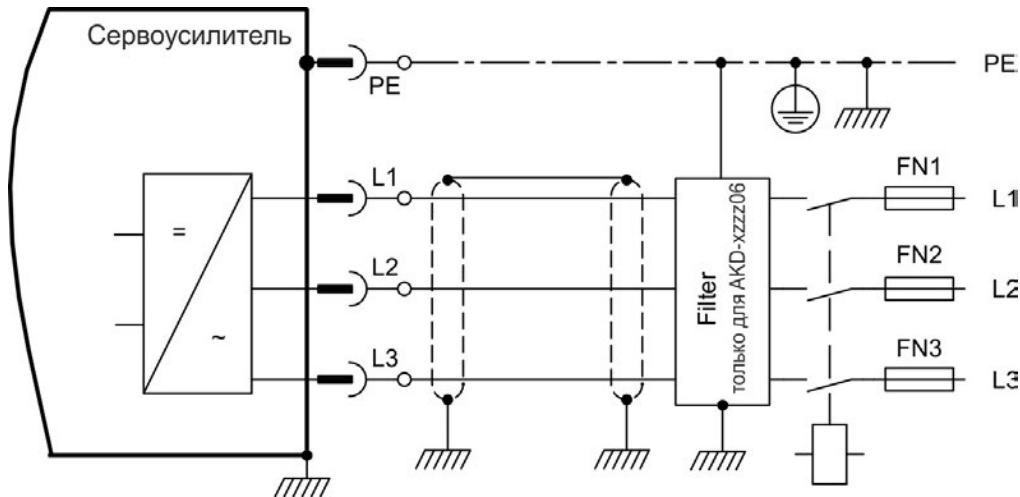 Сервоусилитель
PE
PE
L1
FN1
L1
L2
FN2
L2
L3
FN3
L3
=
~
Filter
только для AKD-xzzz06